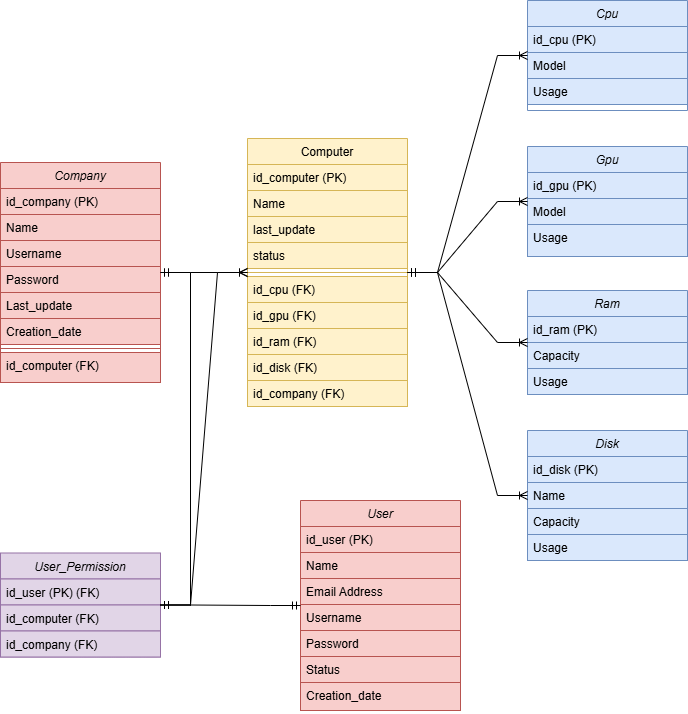 Cpu
id_cpu (PK)
Model
Usage
Computer
id_computer (PK)
Name
last_update
status
id_cpu (FK)
id_gpu (FK)
id_ram (FK)
id_disk (FK)
id_company (FK)
Gpu
id_gpu (PK)
Model
Usage
Company
id_company (PK)
Name
Username
Password
Last_update
Creation_date
id_computer (FK)
Ram
id_ram (PK)
Capacity
Usage
Disk
id_disk (PK)
Name
Capacity
Usage
User
id_user (PK)
Name
Email Address
Username
Password
Status
Creation_date
User_Permission
id_user (PK) (FK)
id_computer (FK)
id_company (FK)